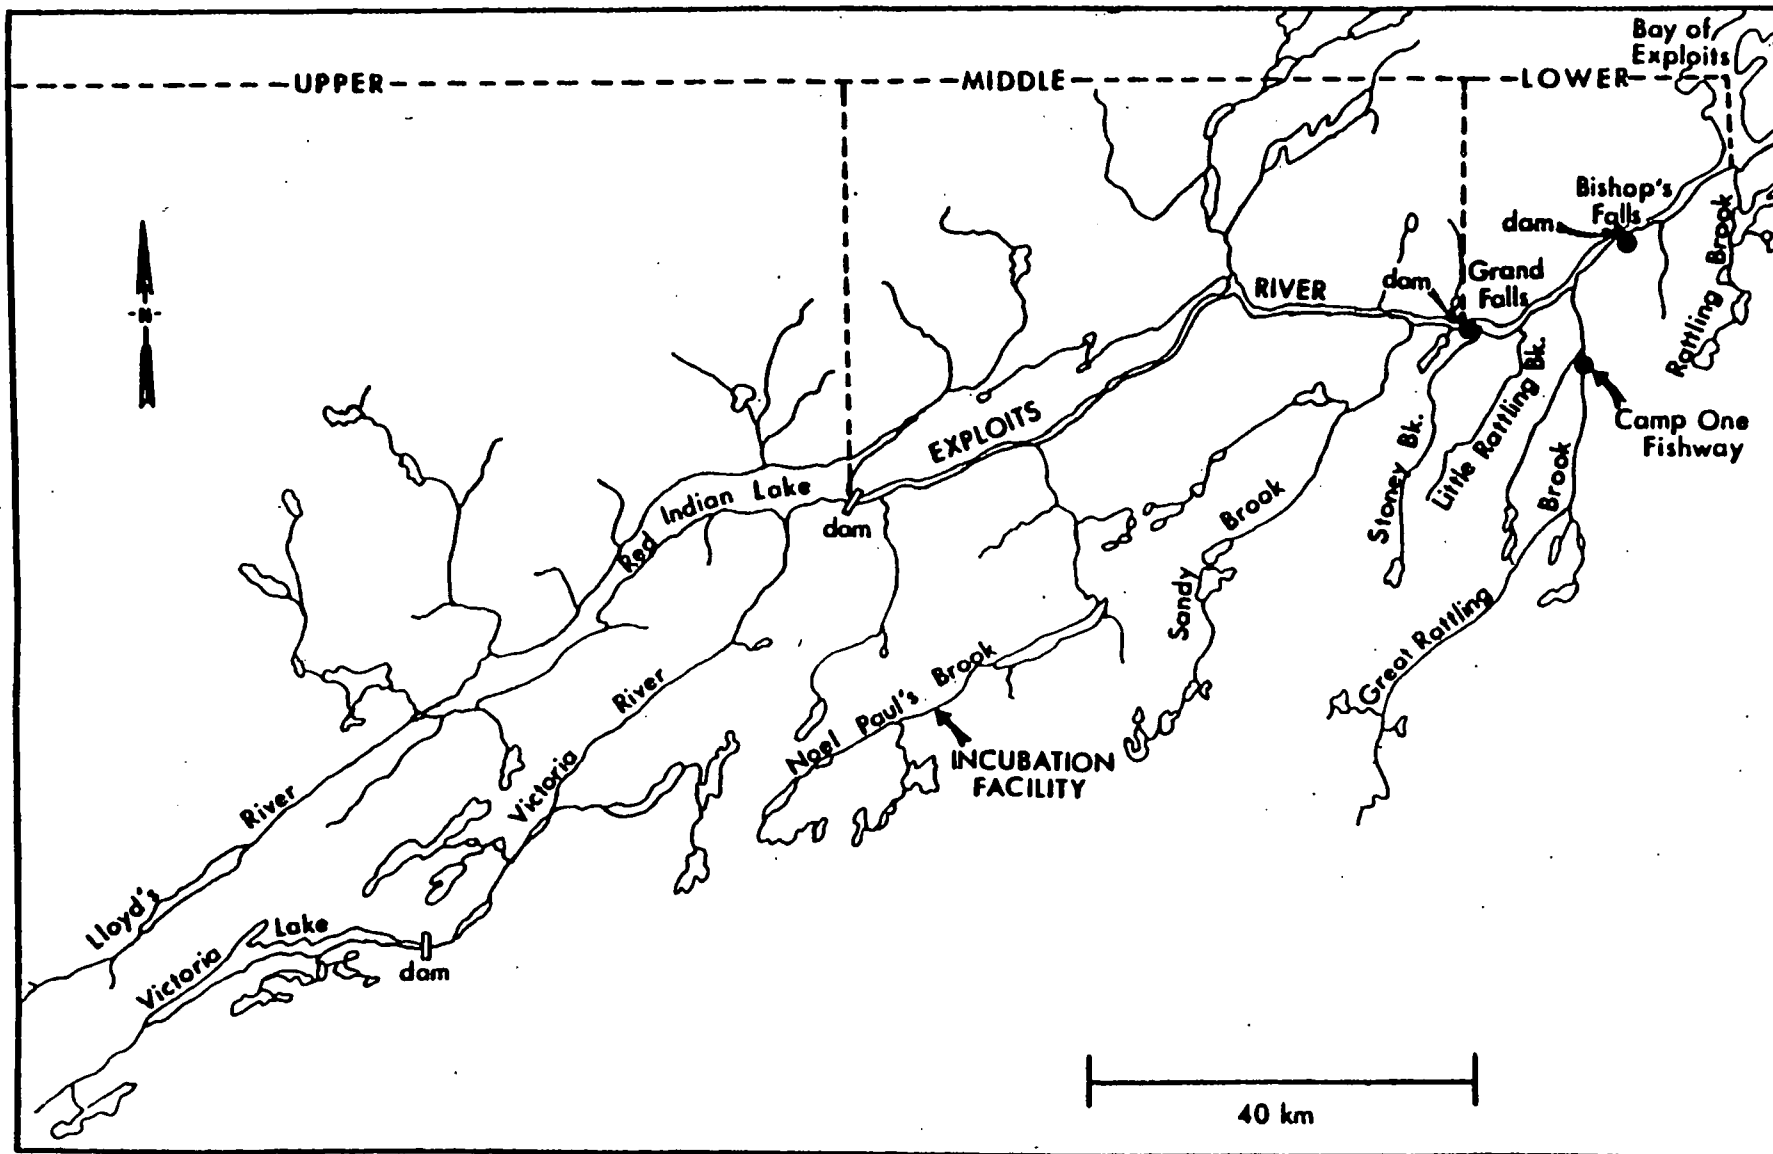 Bay of
Exploits
UPPER
MIDDLE
LOWER
Bishop's
Falls
dam
Rattling Brook
N
dam
Grand
Falls
RIVER
EXPLOITS
Camp One
Fishway
Little Rattling Bk.
Stoney Bk.
Brook
Great Rattling
Sandy
Brook
Red Indian Lake
dam
Noel Paul's Brook
INCUBATION
FACILITY
Victoria
River
Lloyd's
River
Victoria
Lake
dam
40 km